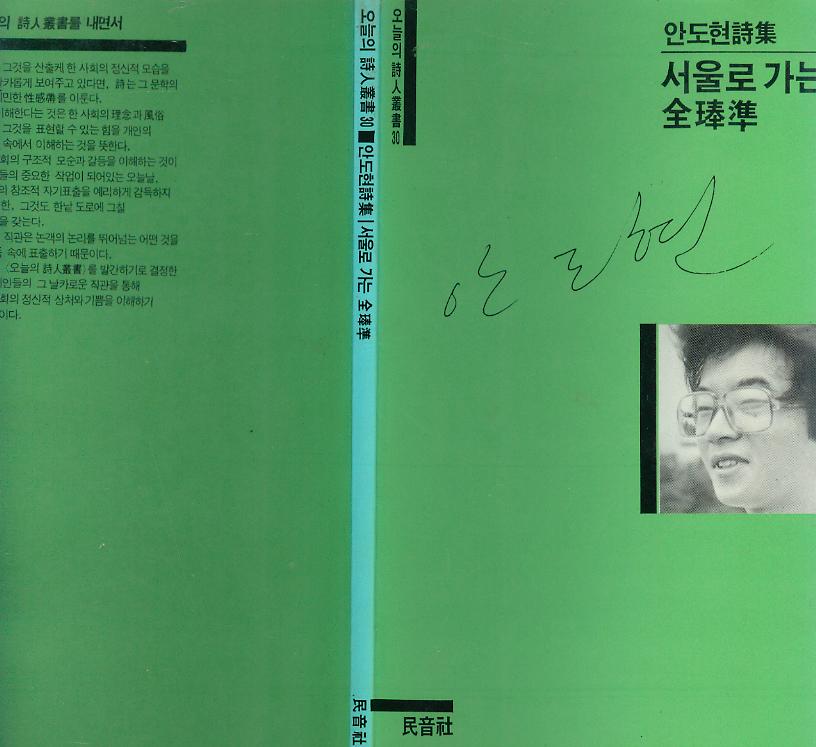 의 詩人叢書를 내면서
그것을 산출케 한 사회의 정신적 모습을
카롭게 보여주고 있다면, 詩는 그 문학의
만한 性感帶를 이룬다.
이해한다는 것은 한 사회의 理念과 風俗
그것을 표현할 수 있는 힘을 개인의
속에서 이해하는 것을 뜻한다.
회의 구조적 모순과 갈등을 이해하는 것이
들의 중요한 작업이 되어있는 오늘날,
의 창조적 자기표출을 예리하게 감독하지
한, 그것도 한낱 도로에 그칠
을 갖는다.
직관은 논객의 논리를 뛰어넘는 어떤 것을
속에 표출하기 때문이다.
〈오늘의 詩人叢書〉를 발간하기로 결정한
인들의 그 날카로운 직관을 통해
회의 정신적 상처와 기쁨을 이해하기
이다.
오늘의 詩人叢書 30 안도현詩集 | 서울로 가는 全琫準
民音社
오늘의 詩人叢書 30
안도현詩集
서울로 가는
全琫準
안도현
民音社